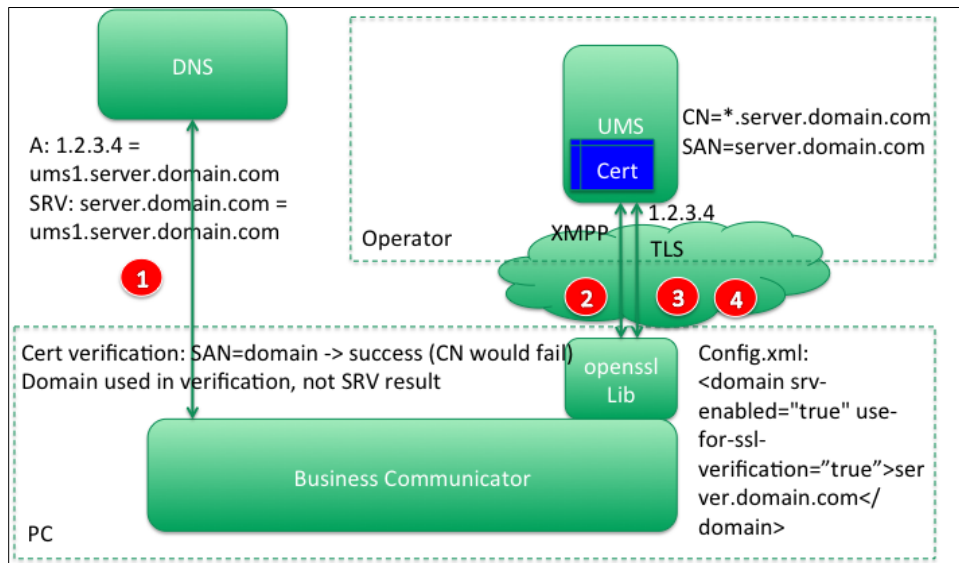 DNS
A: 1.2.3.4 =
ums1.server.domain.com
SRV: server.domain.com =
ums1.server.domain.com
1
UMS
Cert
CN=*.server.domain.com
SAN=server.domain.com
Operator
XMPP
1.2.3.4
TLS
2
3
4
Cert verification: SAN=domain -> success (CN would fail)
Domain used in verification, not SRV result
openssl
Lib
Config.xml:
<domain srv-
enabled="true" use-
for-ssl-
verification=”true”>ser
ver.domain.com</
domain>
Business Communicator
PC